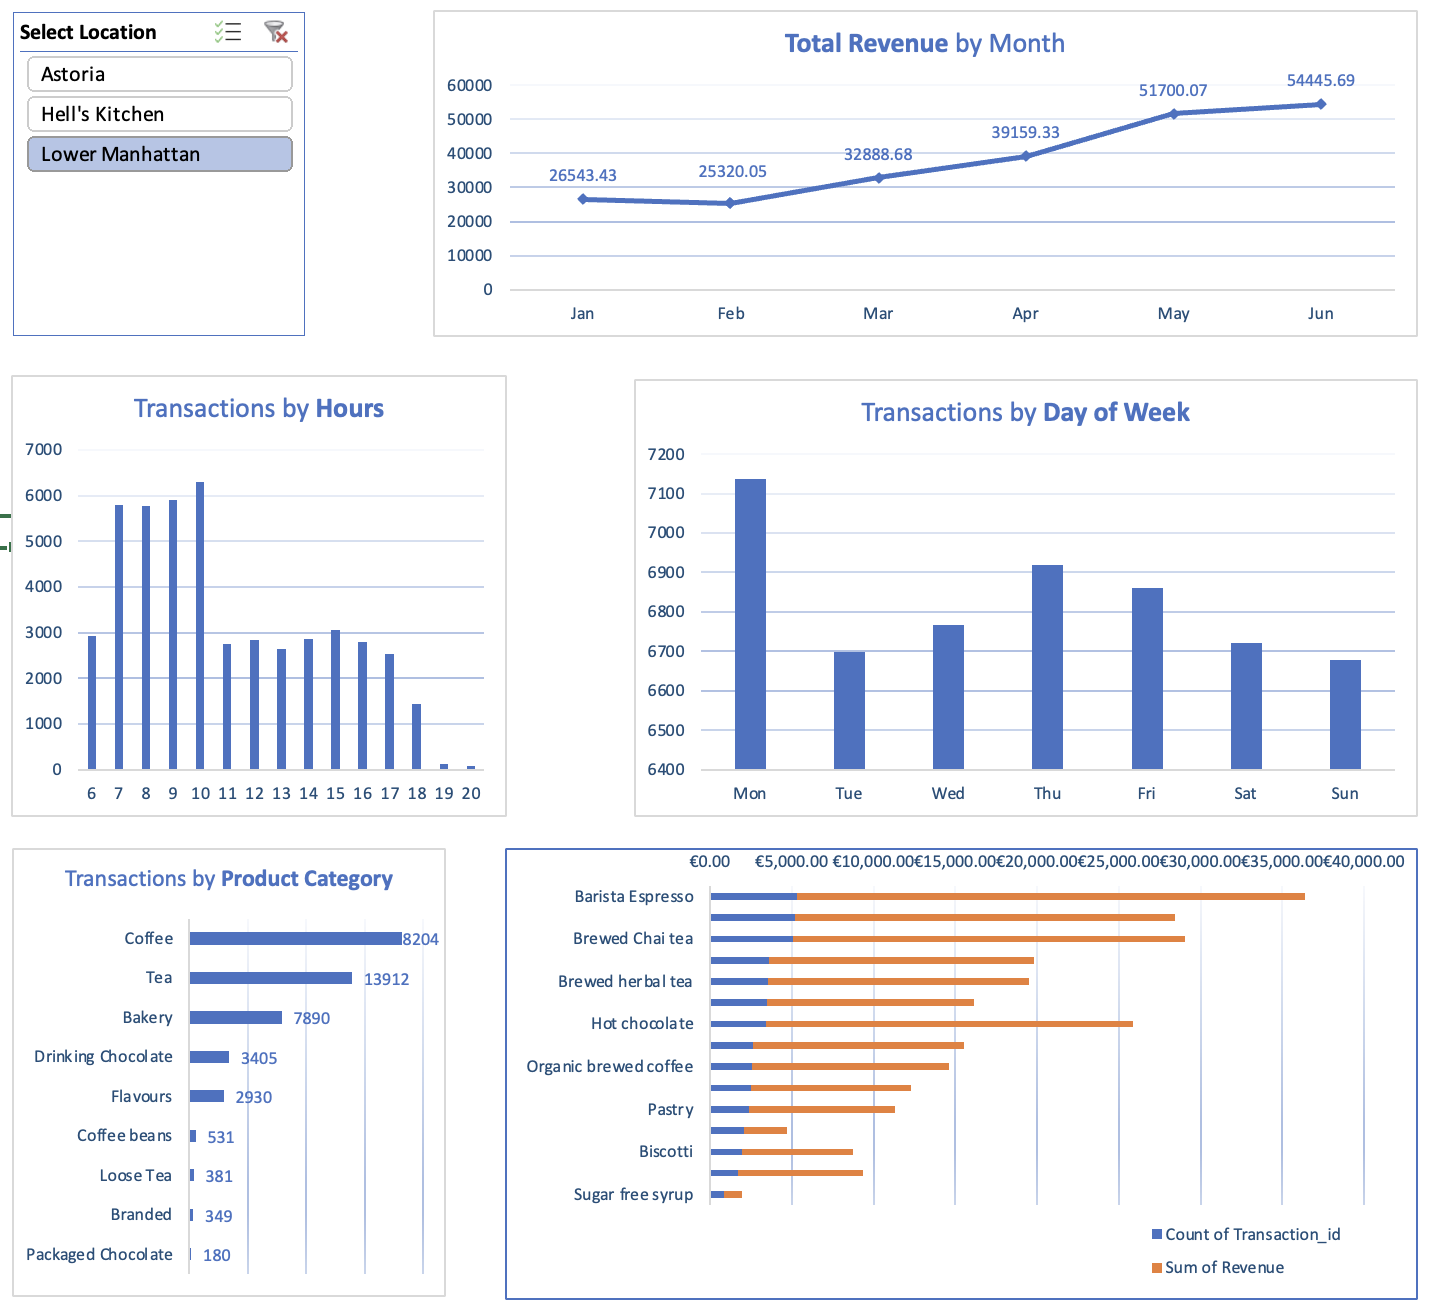 Select Location
Astoria
Hell's Kitchen
Lower Manhattan
Total Revenue by Month
60000
50000
40000
30000
20000
10000
0
26543.43
25320.05
32888.68
39159.33
51700.07
54445.69
Jan Feb Mar Apr May Jun
Transactions by Hours
7000
6000
5000
4000
3000
2000
1000
0
6 7 8 9 10 11 12 13 14 15 16 17 18 19 20
Transactions by Day of Week
7200
7100
7000
6900
6800
6700
6600
6500
6400
Mon Tue Wed Thu Fri Sat Sun
Transactions by Product Category
Coffee 8204
Tea 13912
Bakery 7890
Drinking Chocolate 3405
Flavours 2930
Coffee beans 531
Loose Tea 381
Branded 349
Packaged Chocolate 180
€0.00 €5,000.00 €10,000.00 €15,000.00 €20,000.00 €25,000.00 €30,000.00 €35,000.00 €40,000.00
Barista Espresso
Brewed Chai tea
Brewed herbal tea
Hot chocolate
Organic brewed coffee
Pastry
Biscotti
Sugar free syrup
Count of Transaction_id
Sum of Revenue